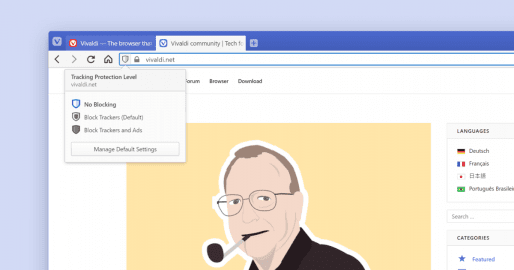 Vivaldi — The browser that
Vivaldi community | Tech f
vivaldi.net
Tracking Protection Level
vivaldi.net
No Blocking
Block Trackers (Default)
Block Trackers and Ads
Manage Default Settings
Forum Browser Download
LANGUAGES
Deutsch
Français
日本語
Português Brasilei
Search ...
CATEGORIES
Featured